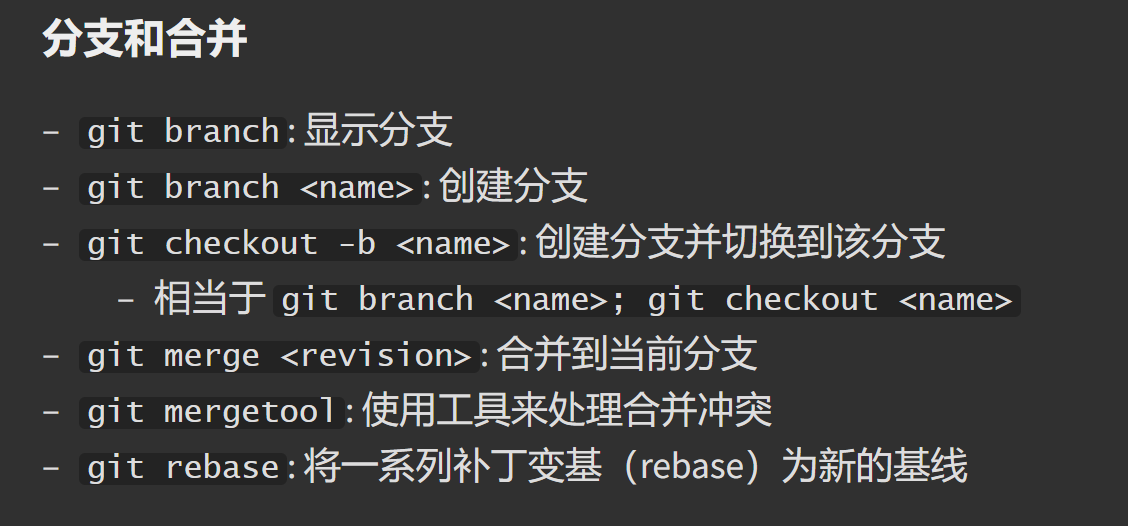 分支和合并
– git branch: 显示分支
– git branch <name>: 创建分支
– git checkout -b <name>: 创建分支并切换到该分支
– 相当于 git branch <name>; git checkout <name>
– git merge <revision>: 合并到当前分支
– git mergetool: 使用工具来处理合并冲突
– git rebase: 将一系列补丁变基（rebase）为新的基线